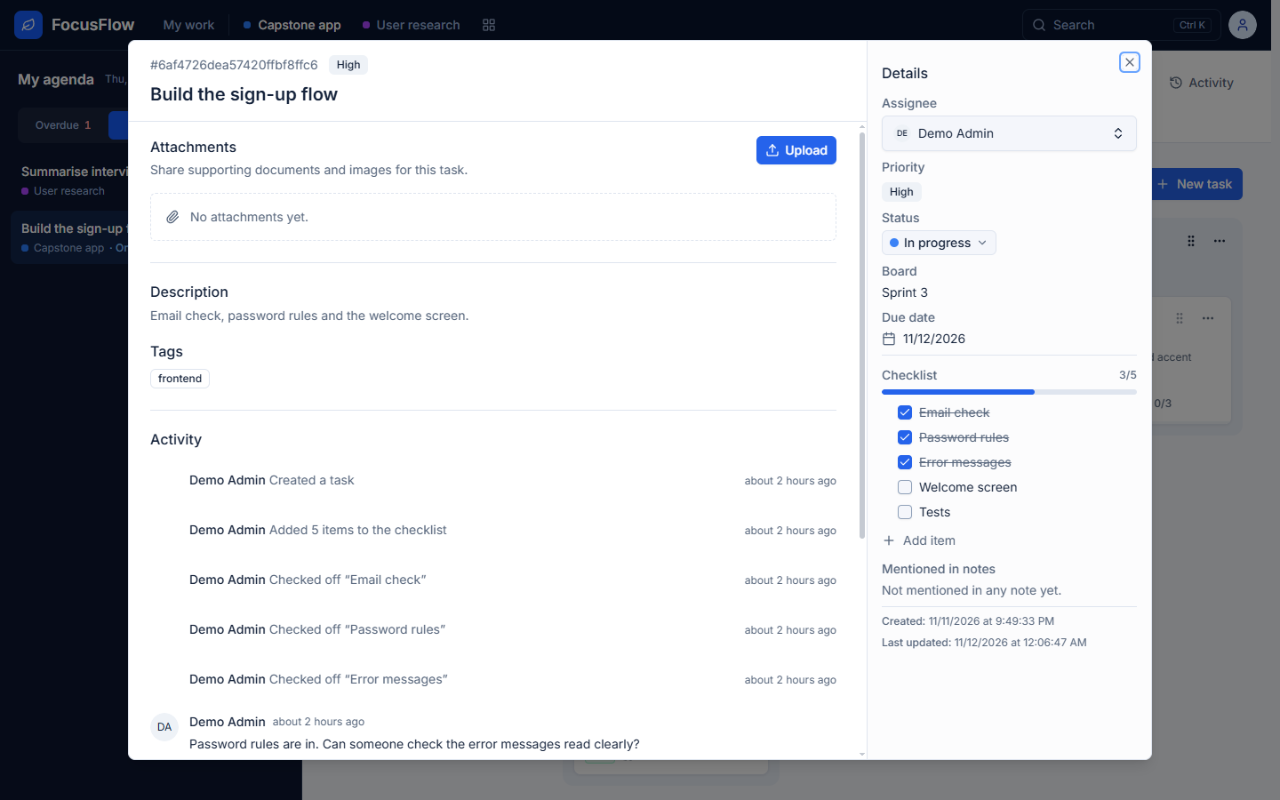 FocusFlow
My work
Capstone app
User research
Search
Ctrl K
My agenda
Thu,
Activity
Overdue 1
Summarise intervi
User research
Build the sign-up f
Capstone app · On
New task
accent
0/3
#6af4726dea57420ffbf8ffc6
High
Build the sign-up flow
Attachments
Share supporting documents and images for this task.
Upload
No attachments yet.
Description
Email check, password rules and the welcome screen.
Tags
frontend
Activity
Demo Admin Created a task
about 2 hours ago
Demo Admin Added 5 items to the checklist
about 2 hours ago
Demo Admin Checked off “Email check”
about 2 hours ago
Demo Admin Checked off “Password rules”
about 2 hours ago
Demo Admin Checked off “Error messages”
about 2 hours ago
DA
Demo Admin about 2 hours ago
Password rules are in. Can someone check the error messages read clearly?
Details
Assignee
DE Demo Admin
Priority
High
Status
In progress
Board
Sprint 3
Due date
11/12/2026
Checklist
3/5
Email check
Password rules
Error messages
Welcome screen
Tests
Add item
Mentioned in notes
Not mentioned in any note yet.
Created: 11/11/2026 at 9:49:33 PM
Last updated: 11/12/2026 at 12:06:47 AM